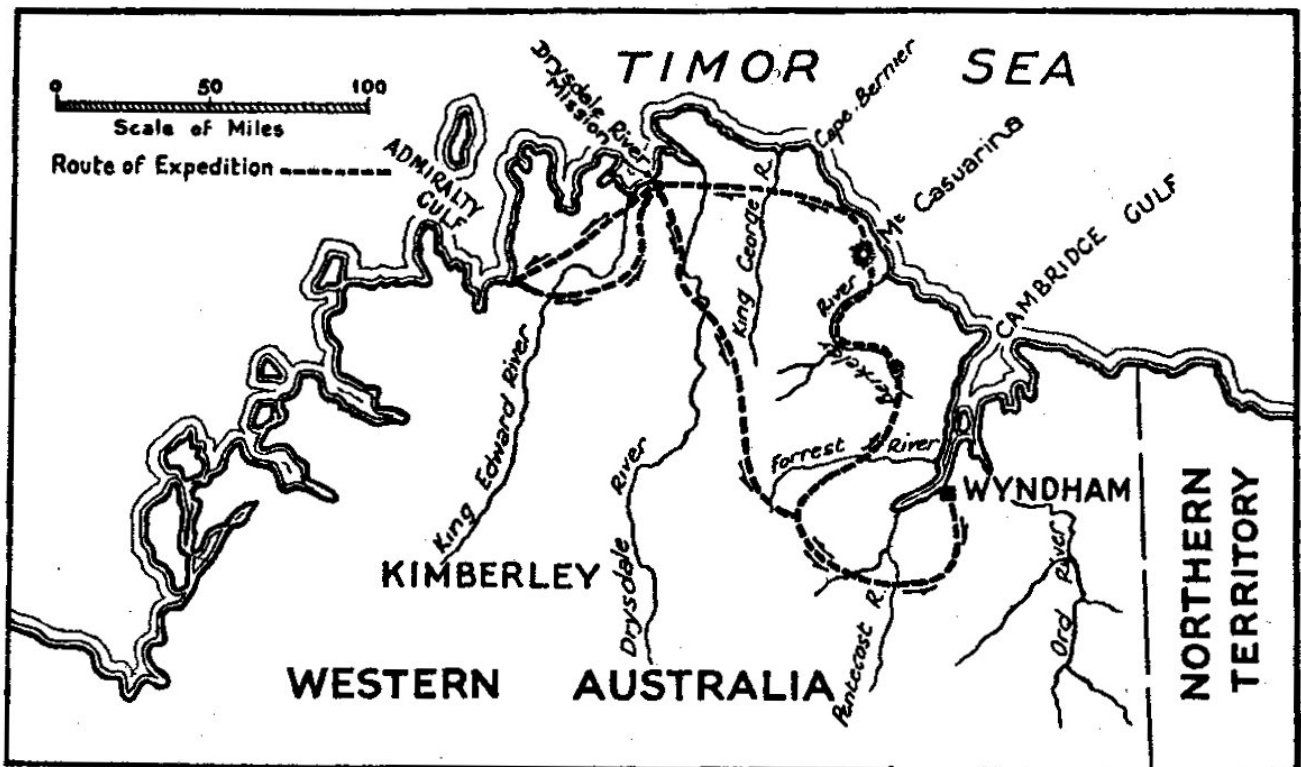 TIMOR SEA
0 50 100
Scale of Miles
Route of Expedition
Drysdale River
Mission
ADMIRALTY
GULF
Cape Bernier
Mt Casuarina
CAMBRIDGE GULF
King George R.
Berkeley River
King Edward River
Drysdale River
Forrest River
WYNDHAM
KIMBERLEY
Pentecost R.
Ord River
WESTERN AUSTRALIA
NORTHERN
TERRITORY